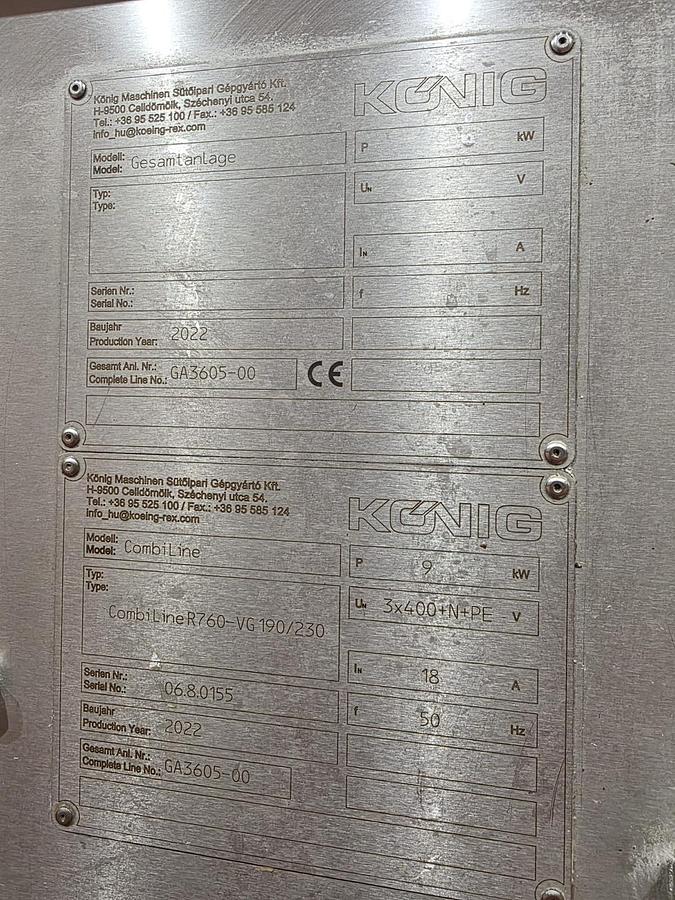 König Maschinen Sütőipari Gépgyártó Kft.
H-9500 Celldömölk, Széchenyi utca 54.
Tel.: +36 95 525 100 / Fax.: +36 95 585 124
info_hu@koeing-rex.com
KÖNIG
Modell:
Model: Gesamtanlage
P kW
Typ:
Type:
UN V
IN A
Serien Nr.:
Serial No.:
f Hz
Baujahr
Production Year: 2022
Gesamt Anl. Nr.:
Complete Line No.: GA3605-00
CE
König Maschinen Sütőipari Gépgyártó Kft.
H-9500 Celldömölk, Széchenyi utca 54.
Tel.: +36 95 525 100 / Fax.: +36 95 585 124
info_hu@koeing-rex.com
KÖNIG
Modell:
Model: CombiLine
P 9 kW
Typ:
Type:
CombiLine R760-VG 190/230
UN 3x400+N+PE V
IN 18 A
Serien Nr.:
Serial No.: 06.8.0155
f 50 Hz
Baujahr
Production Year: 2022
Gesamt Anl. Nr.:
Complete Line No.: GA3605-00